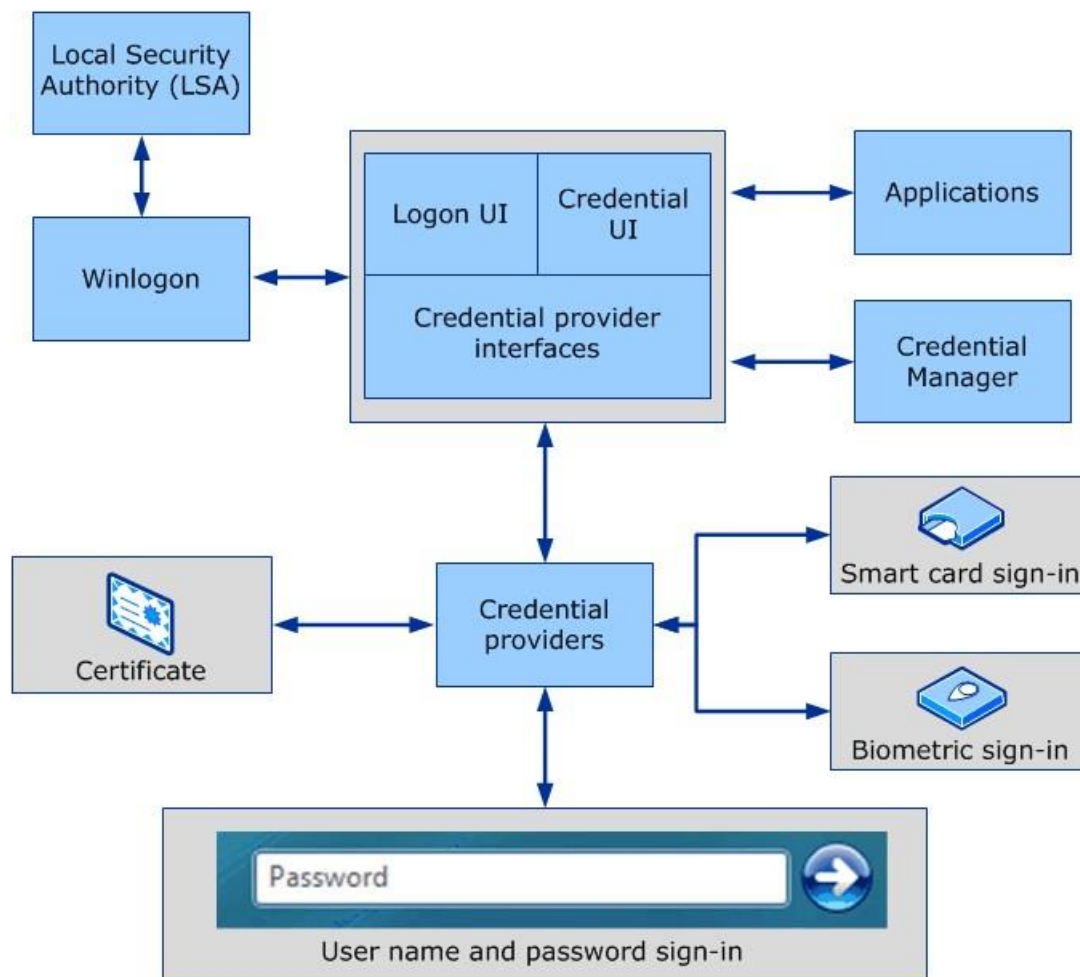 Local Security
Authority (LSA)
Winlogon
Logon UI
Credential
UI
Credential provider
interfaces
Applications
Credential
Manager
Certificate
Credential
providers
Smart card sign-in
Biometric sign-in
Password
User name and password sign-in